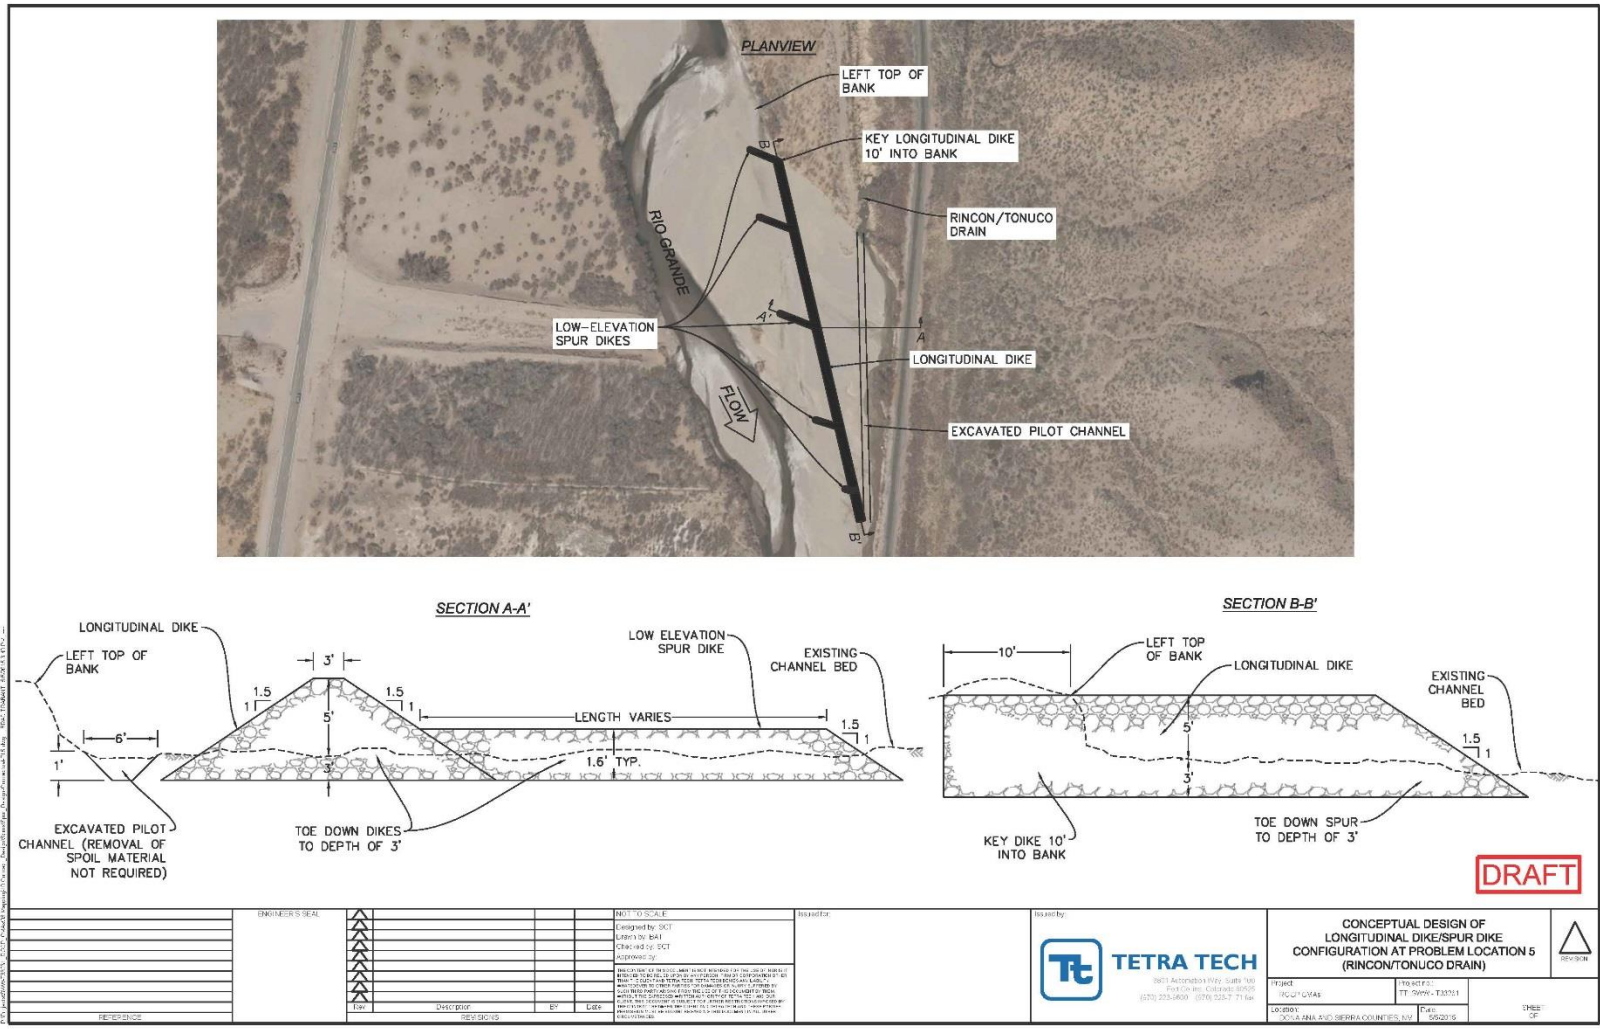 PLANVIEW
LEFT TOP OF
BANK
B
KEY LONGITUDINAL DIKE
10' INTO BANK
RINCON/TONUCO
DRAIN
RIO GRANDE
A'
A
LOW-ELEVATION
SPUR DIKES
LONGITUDINAL DIKE
FLOW
EXCAVATED PILOT CHANNEL
B'
SECTION A-A'
LONGITUDINAL DIKE
LEFT TOP OF
BANK
3'
1.5
1
1.5
1
5'
3'
6'
1'
LENGTH VARIES
1.6' TYP.
LOW ELEVATION
SPUR DIKE
EXISTING
CHANNEL BED
1.5
1
EXCAVATED PILOT
CHANNEL (REMOVAL OF
SPOIL MATERIAL
NOT REQUIRED)
TOE DOWN DIKES
TO DEPTH OF 3'
SECTION B-B'
10'
LEFT TOP
OF BANK
LONGITUDINAL DIKE
EXISTING
CHANNEL
BED
5'
3'
1.5
1
KEY DIKE 10'
INTO BANK
TOE DOWN SPUR
TO DEPTH OF 3'
DRAFT
REFERENCE
ENGINEER'S SEAL
Rev
Description
BY
Date
REVISIONS
NOT TO SCALE
Designed by: SCT
Drawn by: BAT
Checked by: SCT
Approved by:
Issued for:
Issued by:
Tt
TETRA TECH
CONCEPTUAL DESIGN OF
LONGITUDINAL DIKE/SPUR DIKE
CONFIGURATION AT PROBLEM LOCATION 5
(RINCON/TONUCO DRAIN)
REVISION
Project:
Project no.:
Location:
DONA ANA AND SIERRA COUNTIES, NM
Date:
SHEET
OF